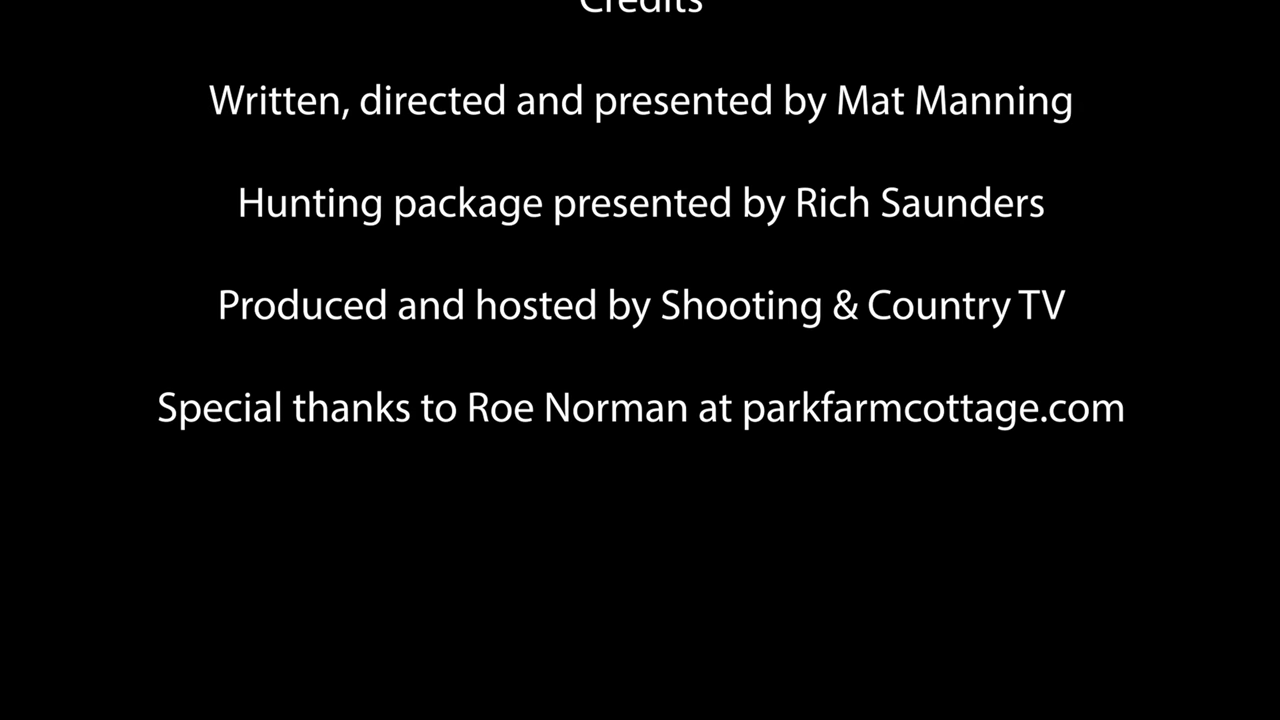 Credits
Written, directed and presented by Mat Manning
Hunting package presented by Rich Saunders
Produced and hosted by Shooting & Country TV
Special thanks to Roe Norman at parkfarmcottage.com